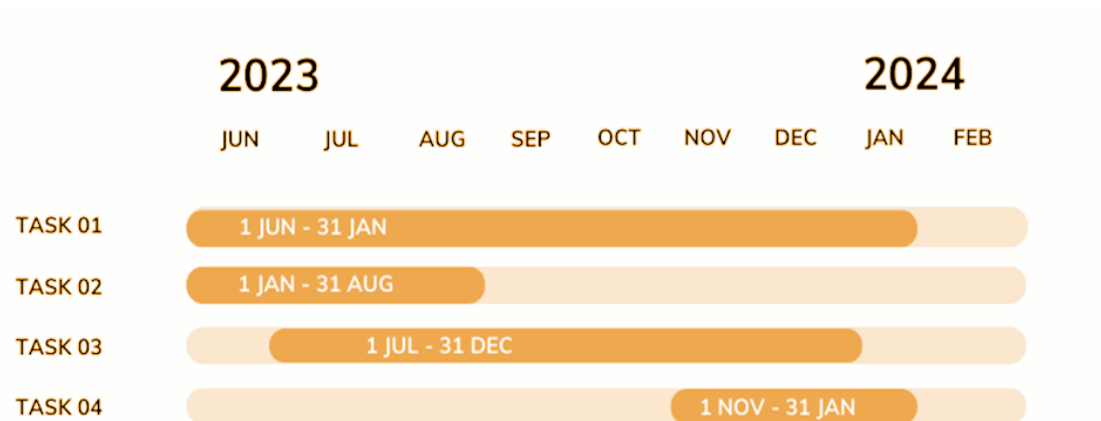 2023 2024
JUN JUL AUG SEP OCT NOV DEC JAN FEB
TASK 01 1 JUN - 31 JAN
TASK 02 1 JAN - 31 AUG
TASK 03 1 JUL - 31 DEC
TASK 04 1 NOV - 31 JAN